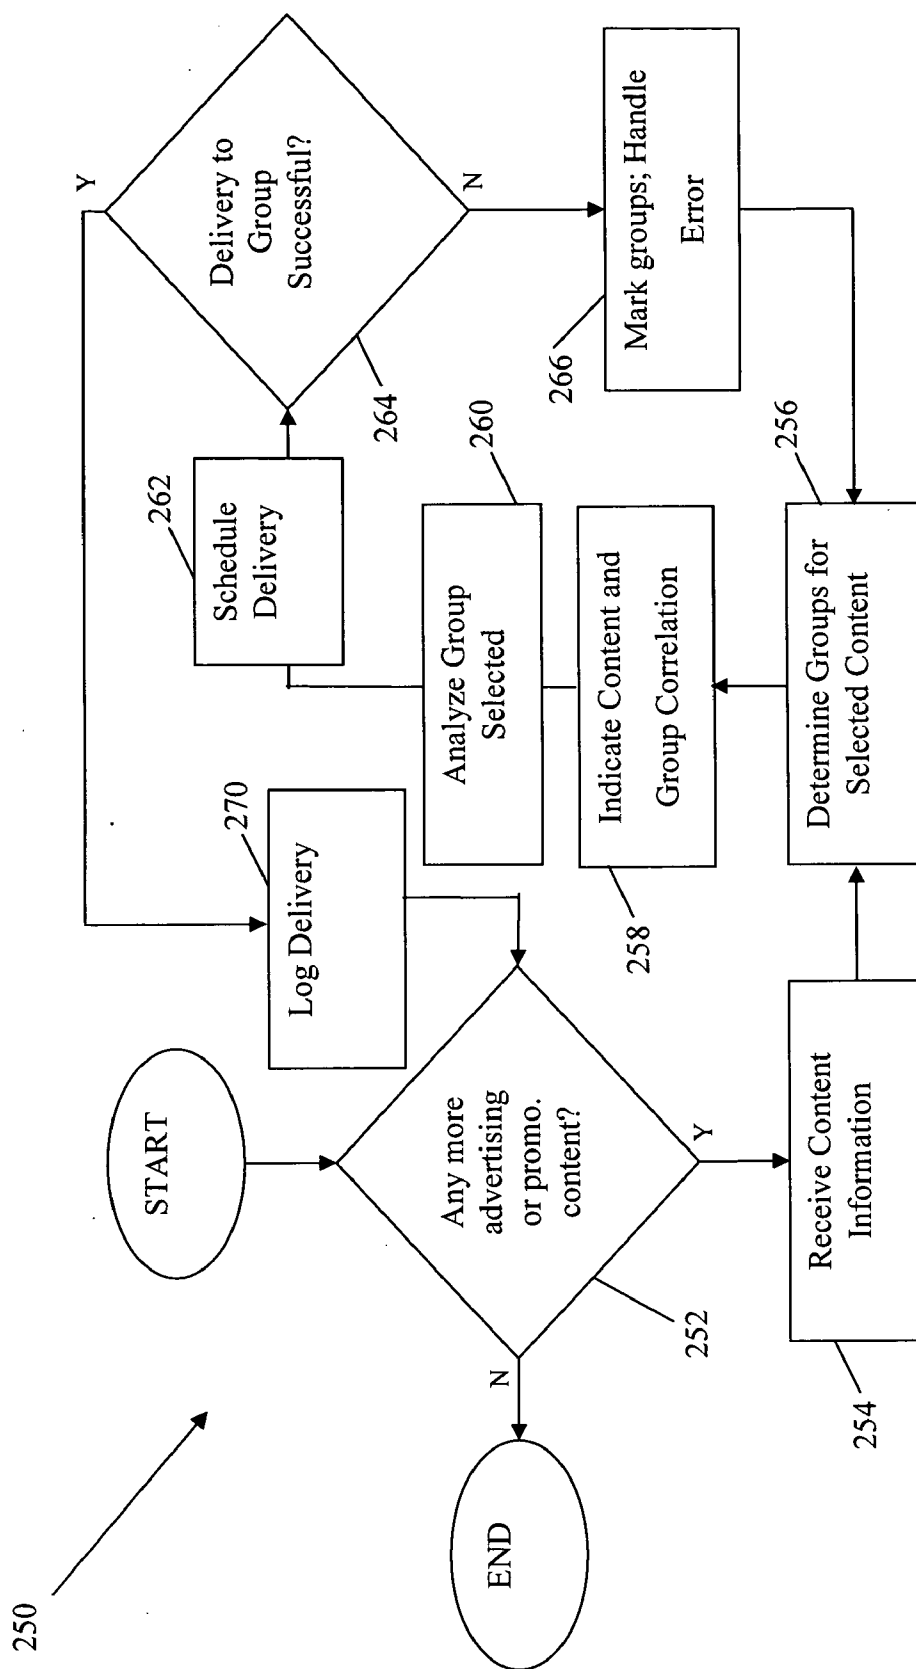 250
START
Any more
advertising
or promo.
content?
252
N
Y
END
Receive Content
Information
254
Determine Groups for
Selected Content
256
Indicate Content and
Group Correlation
258
Analyze Group
Selected
260
Schedule
Delivery
262
Delivery to
Group
Successful?
264
Y
N
Mark groups; Handle
Error
266
Log Delivery
270